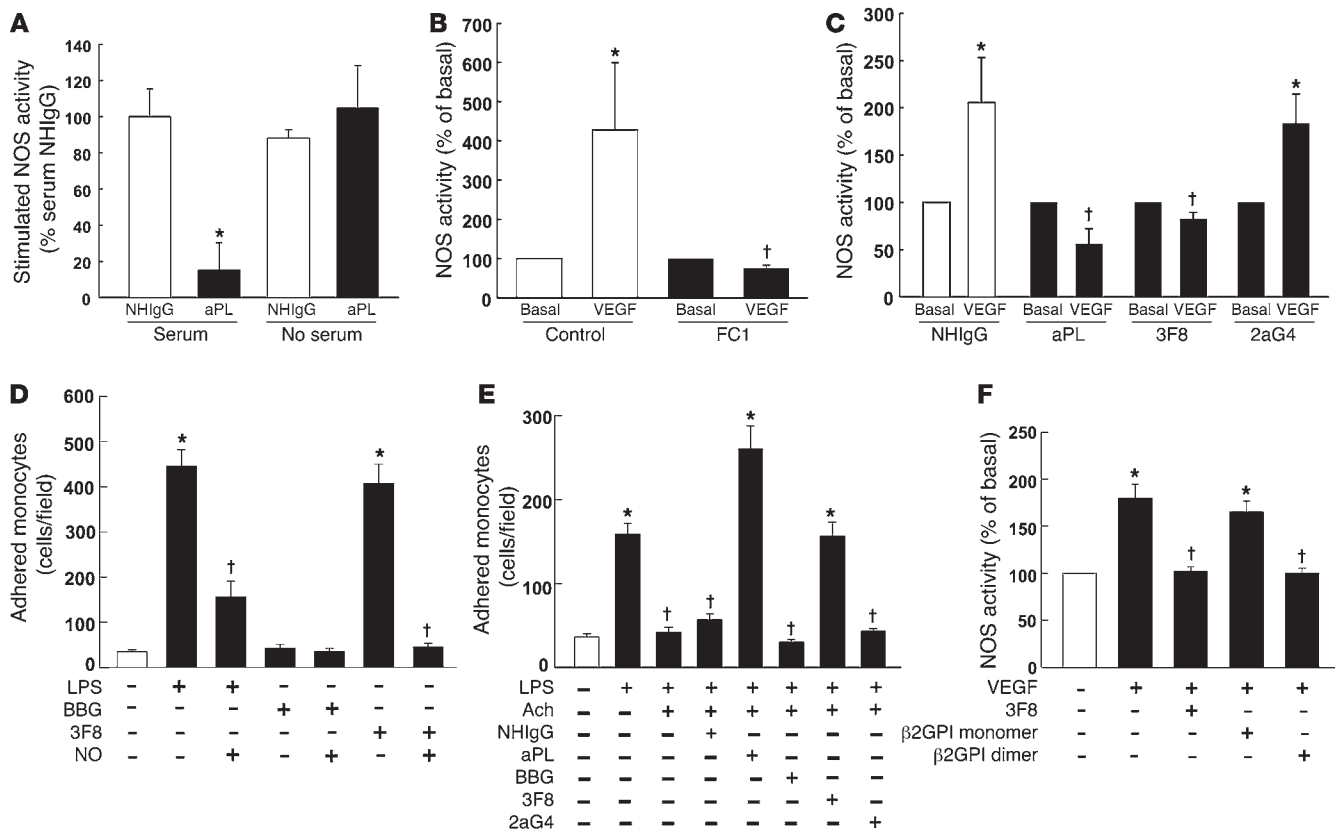 A
Stimulated NOS activity
(% serum NHIgG)
140
120
100
80
60
40
20
0
*
NHIgG aPL NHIgG aPL
Serum No serum
B
NOS activity (% of basal)
700
600
500
400
300
200
100
0
*
†
Basal VEGF Basal VEGF
Control FC1
C
NOS activity (% of basal)
300
250
200
150
100
50
0
*
†
†
*
Basal VEGF Basal VEGF Basal VEGF Basal VEGF
NHIgG aPL 3F8 2aG4
D
Adhered monocytes
(cells/field)
600
500
400
300
200
100
0
*
†
*
†
LPS – + + – – – –
BBG – – – + + – –
3F8 – – – – – + +
NO – – + – + – +
E
Adhered monocytes
(cells/field)
300
200
100
0
*
†
†
*
†
*
†
LPS – + + + + + + +
Ach – – + + + + + +
NHIgG – – – + – – – –
aPL – – – – + – – –
BBG – – – – – + – –
3F8 – – – – – – + –
2aG4 – – – – – – – +
F
NOS activity (% of basal)
250
200
150
100
50
0
*
†
*
†
VEGF – + + + +
3F8 – – + – –
β2GPI monomer – – – + –
β2GPI dimer – – – – +